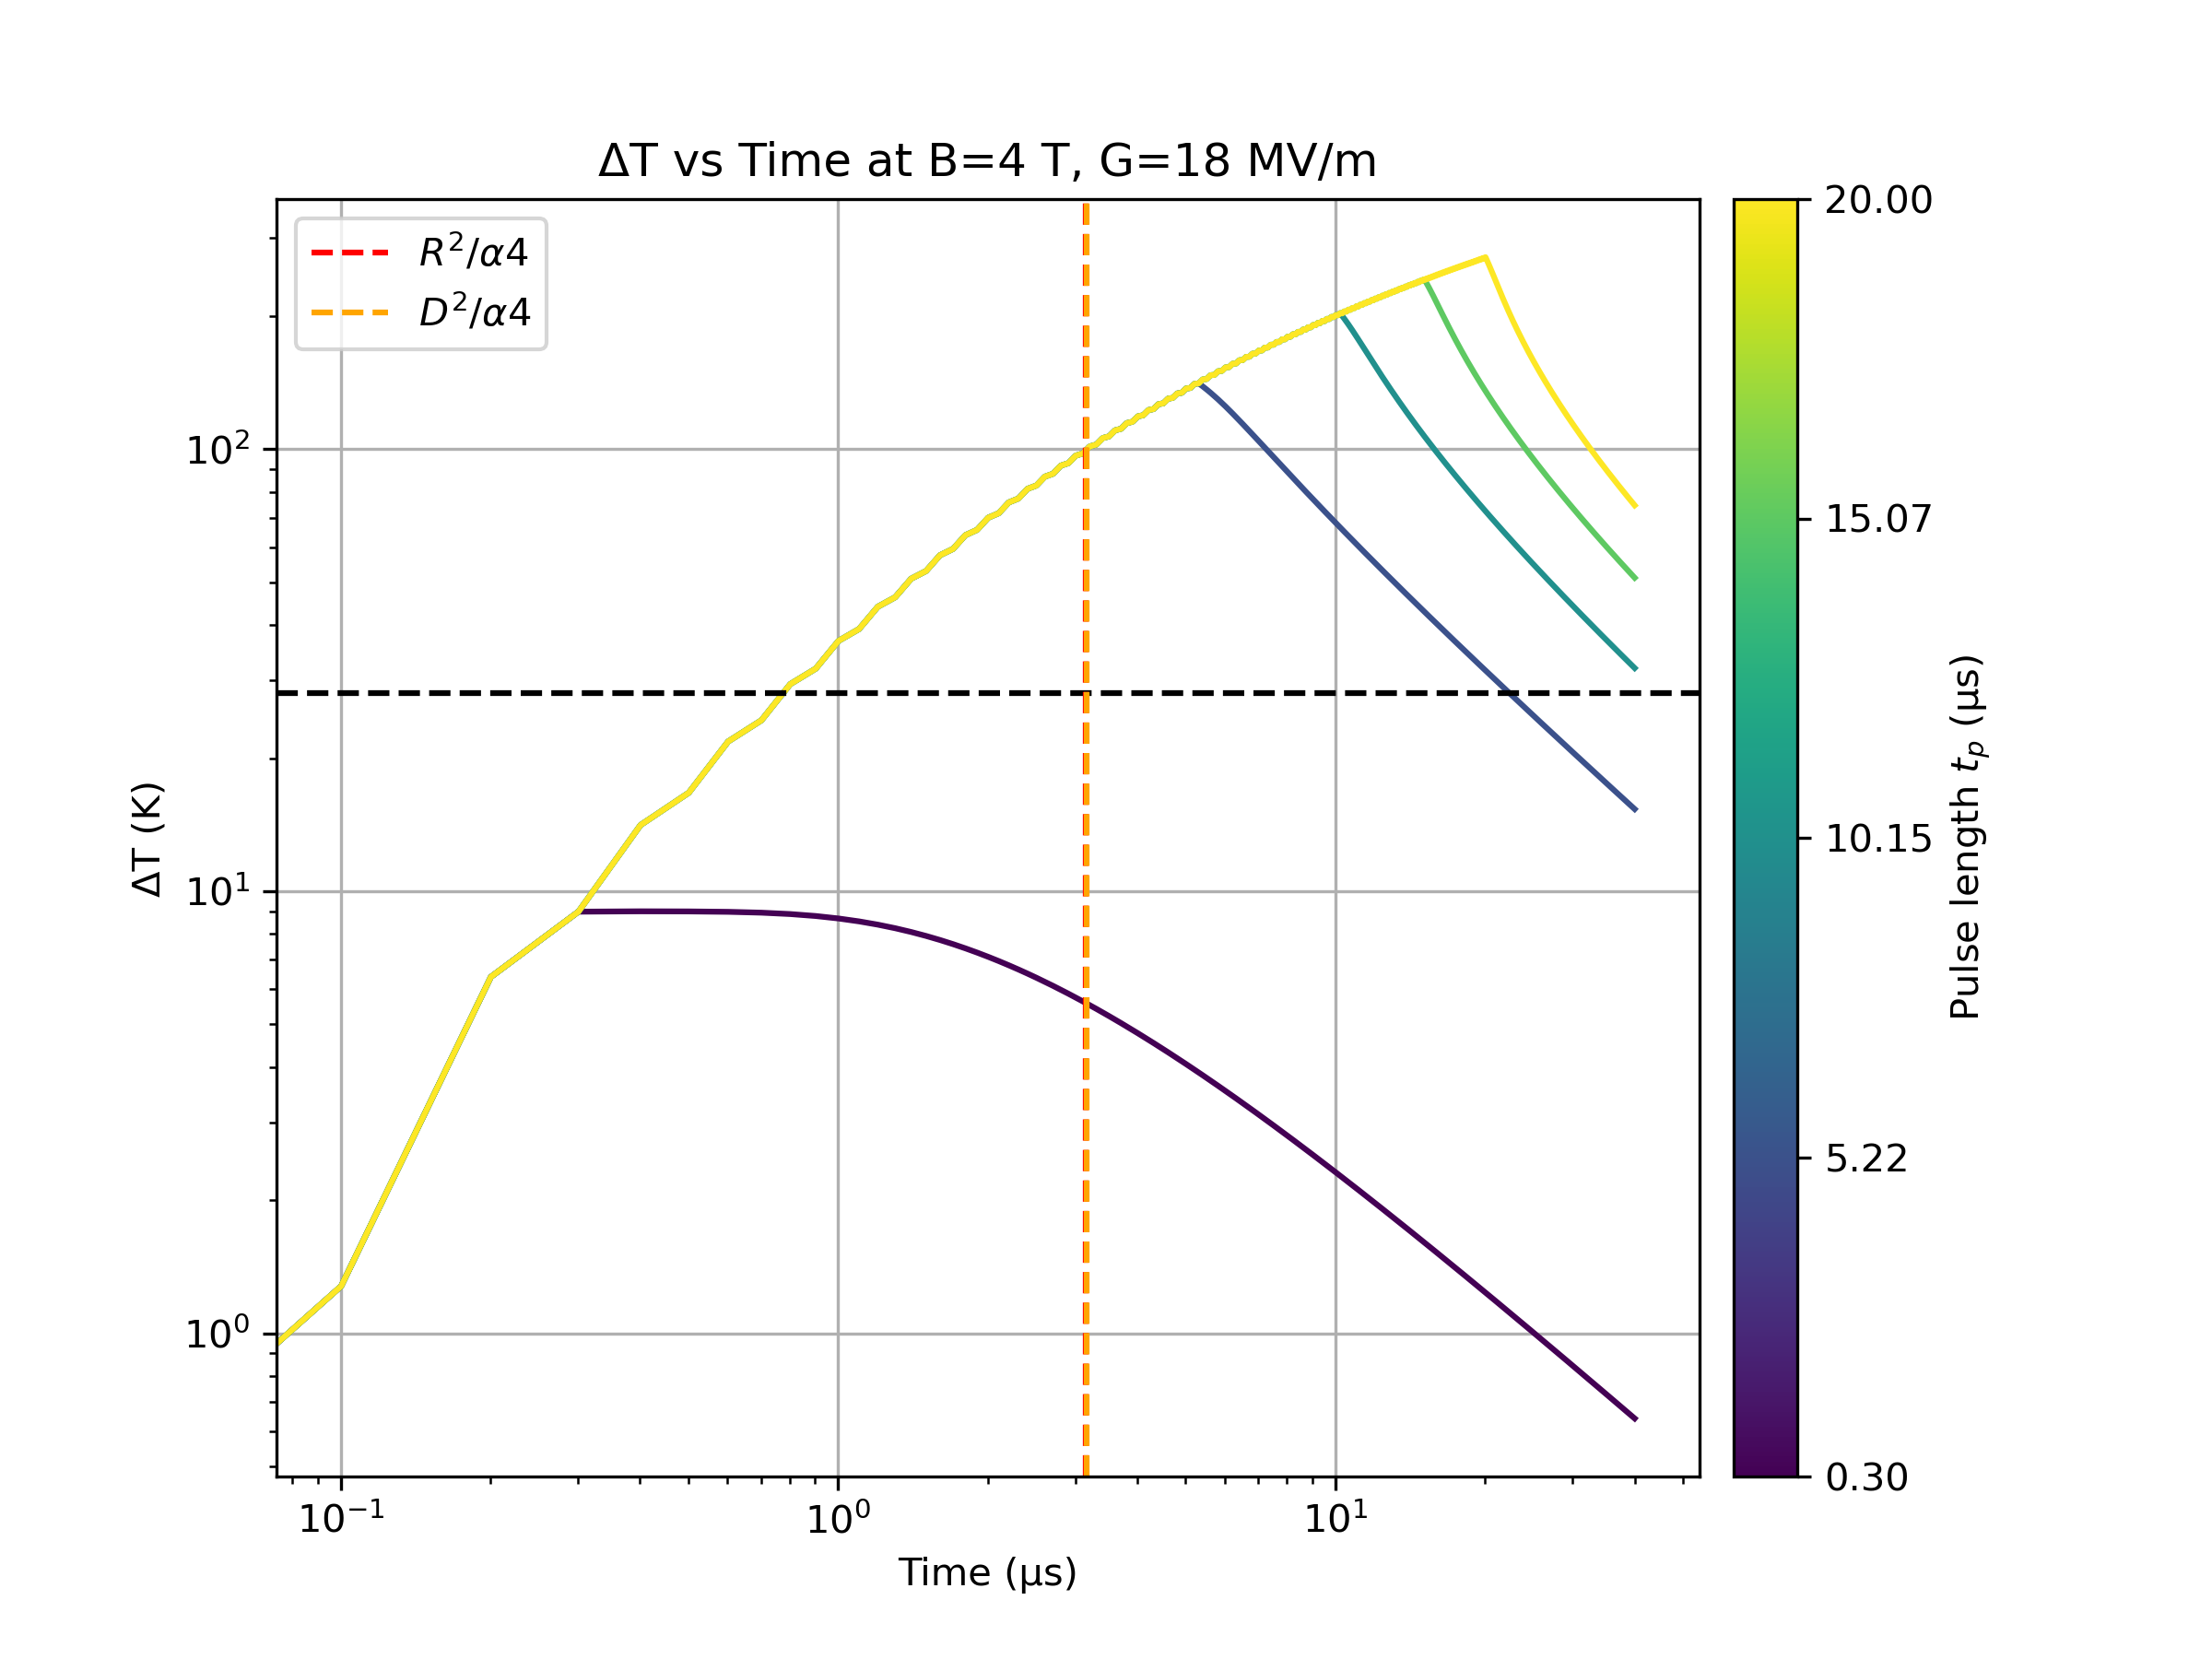 ΔT vs Time at B=4 T, G=18 MV/m
R²/α4
D²/α4
ΔT (K)
10²
10¹
10⁰
10⁻¹
10⁰
10¹
Time (μs)
20.00
15.07
10.15
5.22
0.30
Pulse length tₚ (μs)